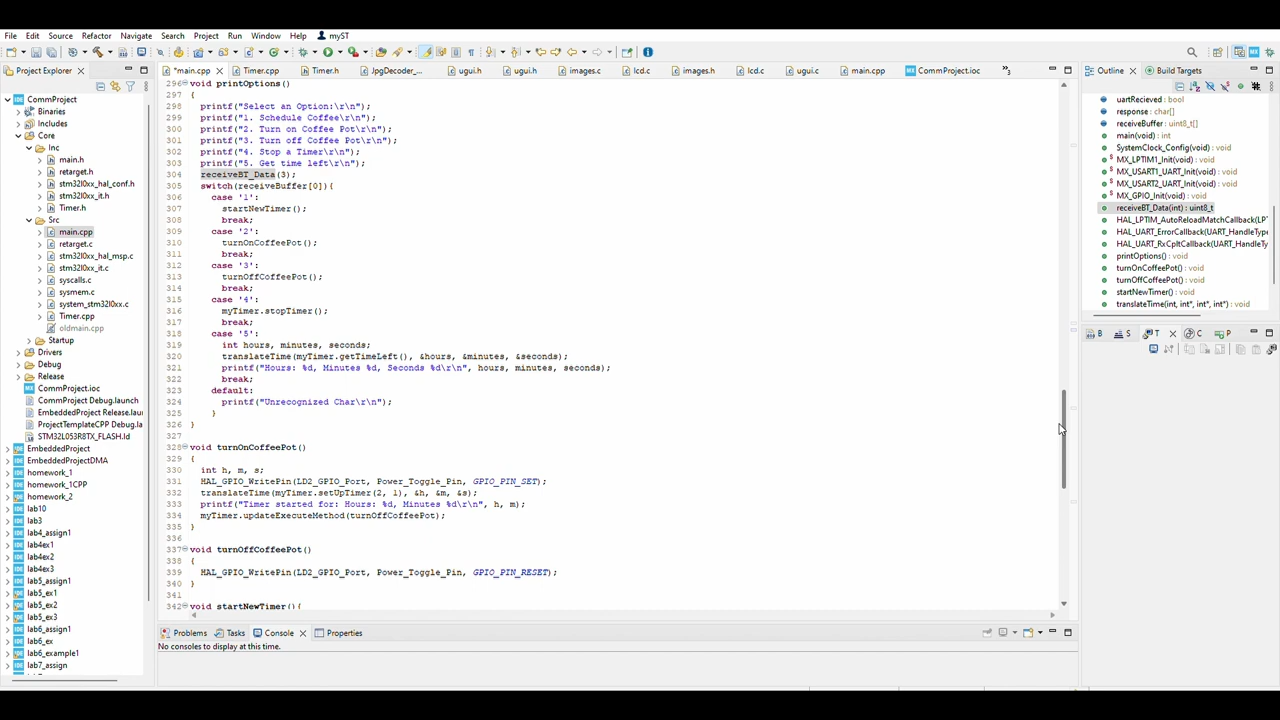 File Edit Source Refactor Navigate Search Project Run Window Help myST
Project Explorer
*main.cpp Timer.cpp Timer.h JpgDecoder_... ugui.h ugui.h images.c lcd.c images.h lcd.c ugui.c main.cpp CommProject.ioc
Outline Build Targets
CommProject
Binaries
Includes
Core
Inc
main.h
retarget.h
stm32l0xx_hal_conf.h
stm32l0xx_it.h
Timer.h
Src
main.cpp
retarget.c
stm32l0xx_hal_msp.c
stm32l0xx_it.c
syscalls.c
sysmem.c
system_stm32l0xx.c
Timer.cpp
oldmain.cpp
Startup
Drivers
Debug
Release
CommProject.ioc
CommProject Debug.launch
EmbeddedProject Release.lau
ProjectTemplateCPP Debug.la
STM32L053R8TX_FLASH.ld
EmbeddedProject
EmbeddedProjectDMA
homework_1
homework_1CPP
homework_2
lab10
lab3
lab4_assign1
lab4ex1
lab4ex2
lab4ex3
lab5_assign1
lab5_ex1
lab5_ex2
lab5_ex3
lab6_assign1
lab6_ex
lab6_example1
lab7_assign
296 void printOptions()
297 {
298 printf("Select an Option:\r\n");
299 printf("1. Schedule Coffee\r\n");
300 printf("2. Turn on Coffee Pot\r\n");
301 printf("3. Turn off Coffee Pot\r\n");
302 printf("4. Stop a Timer\r\n");
303 printf("5. Get time left\r\n");
304 receiveBT_Data(3);
305 switch(receiveBuffer[0]){
306 case '1':
307 startNewTimer();
308 break;
309 case '2':
310 turnOnCoffeePot();
311 break;
312 case '3':
313 turnOffCoffeePot();
314 break;
315 case '4':
316 myTimer.stopTimer();
317 break;
318 case '5':
319 int hours, minutes, seconds;
320 translateTime(myTimer.getTimeLeft(), &hours, &minutes, &seconds);
321 printf("Hours: %d, Minutes %d, Seconds %d\r\n", hours, minutes, seconds);
322 break;
323 default:
324 printf("Unrecognized Char\r\n");
325 }
326 }
327
328 void turnOnCoffeePot()
329 {
330 int h, m, s;
331 HAL_GPIO_WritePin(LD2_GPIO_Port, Power_Toggle_Pin, GPIO_PIN_SET);
332 translateTime(myTimer.setUpTimer(2, 1), &h, &m, &s);
333 printf("Timer started for: Hours: %d, Minutes %d\r\n", h, m);
334 myTimer.updateExecuteMethod(turnOffCoffeePot);
335 }
336
337 void turnOffCoffeePot()
338 {
339 HAL_GPIO_WritePin(LD2_GPIO_Port, Power_Toggle_Pin, GPIO_PIN_RESET);
340 }
341
342 void startNewTimer(){
uartRecieved : bool
response : char[]
receiveBuffer : uint8_t[]
main(void) : int
SystemClock_Config(void) : void
MX_LPTIM1_Init(void) : void
MX_USART1_UART_Init(void) : void
MX_USART2_UART_Init(void) : void
MX_GPIO_Init(void) : void
receiveBT_Data(int) : uint8_t
HAL_LPTIM_AutoReloadMatchCallback(LPT
HAL_UART_ErrorCallback(UART_HandleType
HAL_UART_RxCpltCallback(UART_HandleTy
printOptions() : void
turnOnCoffeePot() : void
turnOffCoffeePot() : void
startNewTimer() : void
translateTime(int, int*, int*, int*) : void
B S T C P
Problems Tasks Console Properties
No consoles to display at this time.